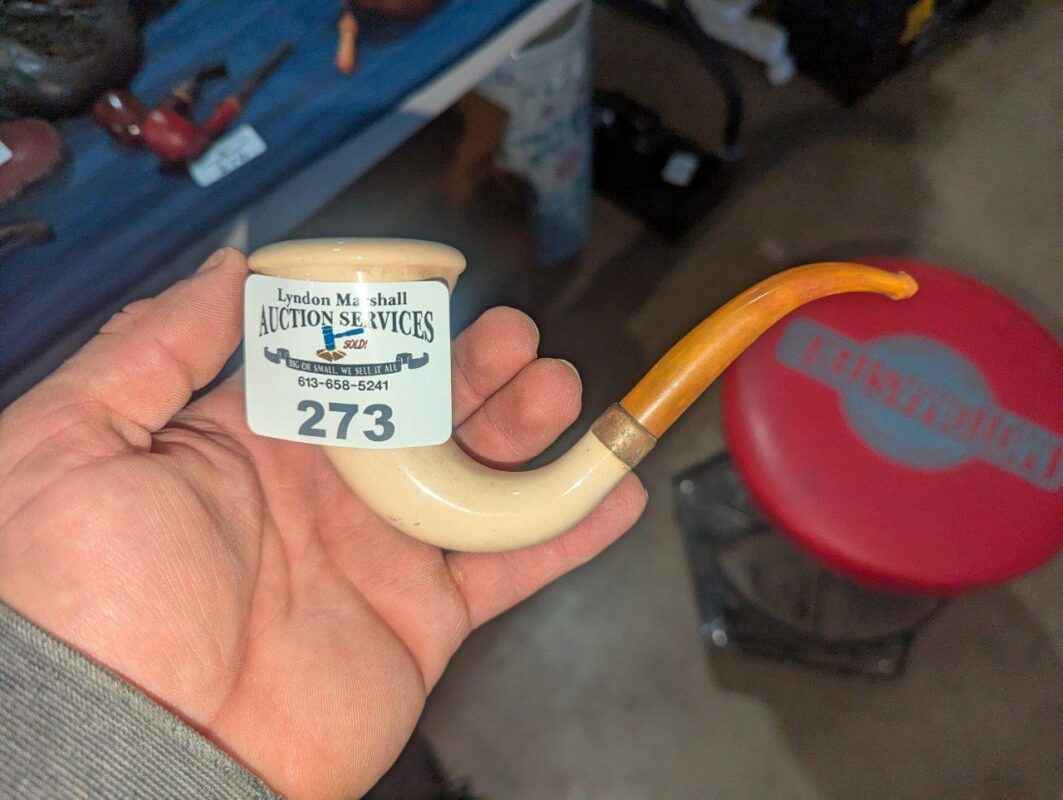 Lyndon Marshall
AUCTION SERVICES
SOLD!
BIG OR SMALL, WE SELL IT ALL
613-658-5241
273